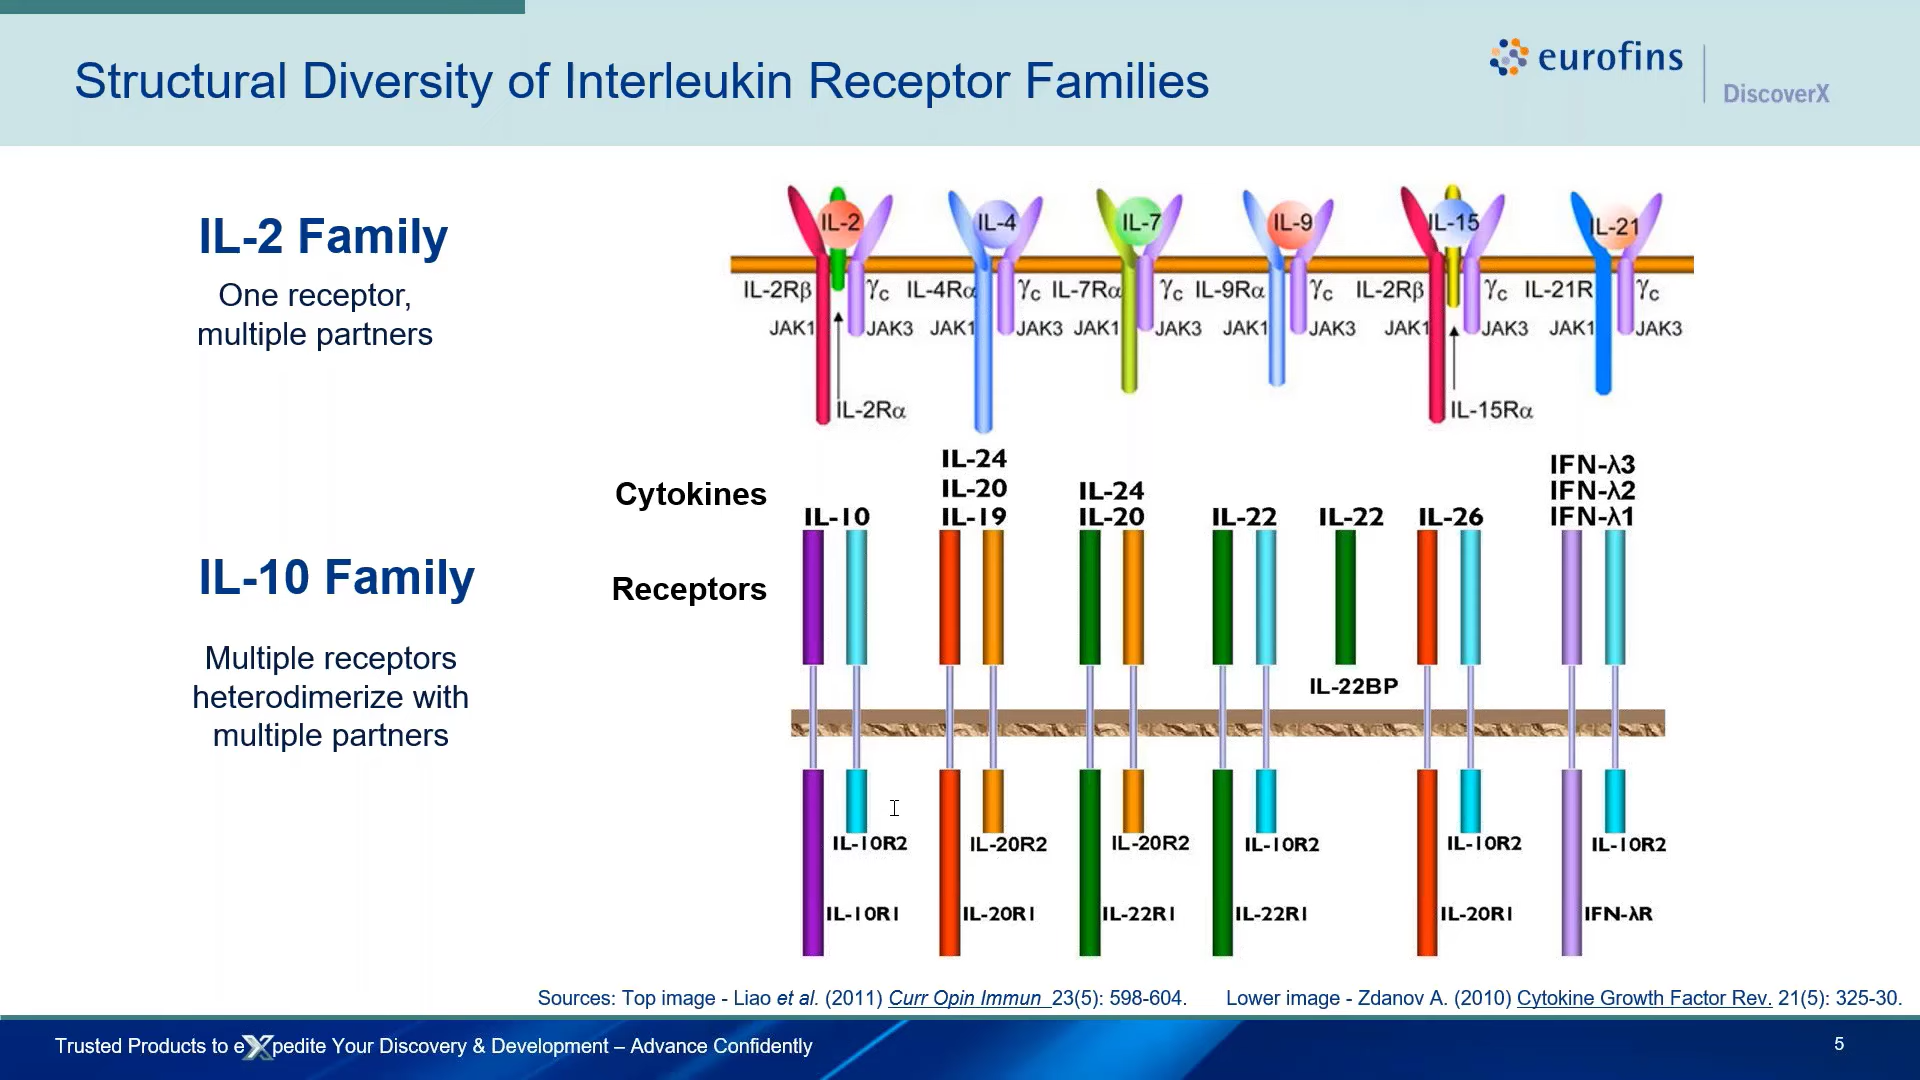 Structural Diversity of Interleukin Receptor Families
eurofins
DiscoverX
IL-2 Family
One receptor,
multiple partners
IL-2 IL-4 IL-7 IL-9 IL-15 IL-21
IL-2Rβ γc IL-4Rα γc IL-7Rα γc IL-9Rα γc IL-2Rβ γc IL-21R γc
JAK1 JAK3 JAK1 JAK3 JAK1 JAK3 JAK1 JAK3 JAK1 JAK3 JAK1 JAK3
IL-2Rα IL-15Rα
Cytokines
IL-24 IFN-λ3
IL-20 IL-24 IFN-λ2
IL-10 IL-19 IL-20 IL-22 IL-22 IL-26 IFN-λ1
IL-10 Family
Receptors
Multiple receptors
heterodimerize with
multiple partners
IL-22BP
IL-10R2 IL-20R2 IL-20R2 IL-10R2 IL-10R2 IL-10R2
IL-10R1 IL-20R1 IL-22R1 IL-22R1 IL-20R1 IFN-λR
Sources: Top image - Liao et al. (2011) Curr Opin Immun 23(5): 598-604. Lower image - Zdanov A. (2010) Cytokine Growth Factor Rev. 21(5): 325-30.
Trusted Products to eXpedite Your Discovery & Development – Advance Confidently
5